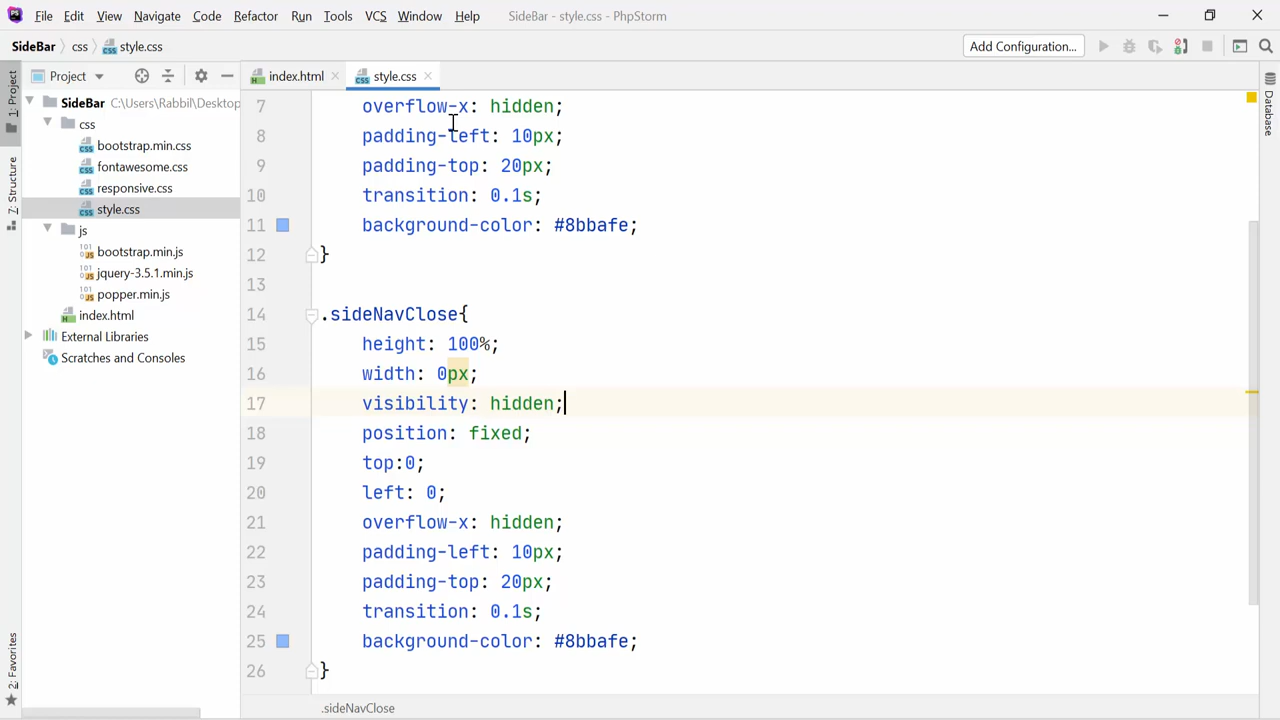 File Edit View Navigate Code Refactor Run Tools VCS Window Help SideBar - style.css - PhpStorm
SideBar css style.css Add Configuration...
Project index.html style.css
1: Project
7: Structure
2: Favorites
Database
SideBar C:\Users\Rabbil\Desktop
css
bootstrap.min.css
fontawesome.css
responsive.css
style.css
js
bootstrap.min.js
jquery-3.5.1.min.js
popper.min.js
index.html
External Libraries
Scratches and Consoles
7 overflow-x: hidden;
8 padding-left: 10px;
9 padding-top: 20px;
10 transition: 0.1s;
11 background-color: #8bbafe;
12 }
13
14 .sideNavClose{
15 height: 100%;
16 width: 0px;
17 visibility: hidden;
18 position: fixed;
19 top:0;
20 left: 0;
21 overflow-x: hidden;
22 padding-left: 10px;
23 padding-top: 20px;
24 transition: 0.1s;
25 background-color: #8bbafe;
26 }
.sideNavClose